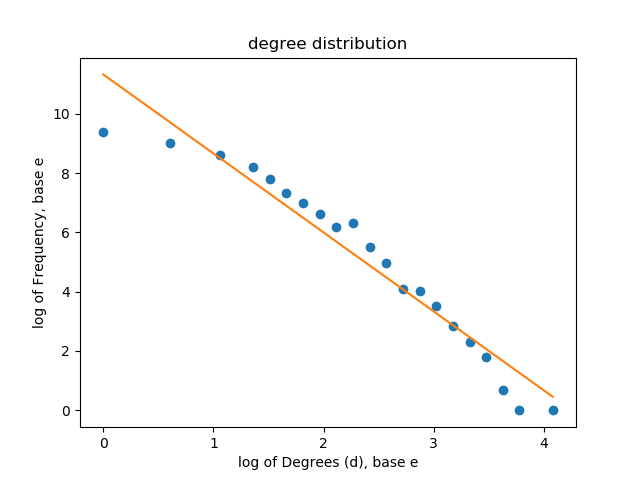 degree distribution
log of Frequency, base e
10
8
6
4
2
0
0 1 2 3 4
log of Degrees (d), base e